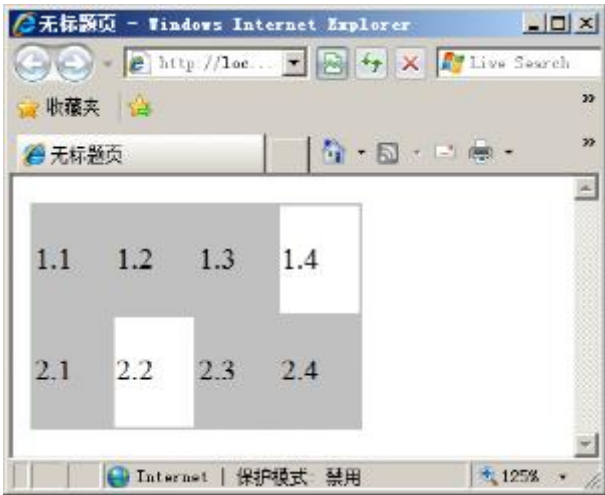 无标题页 - Windows Internet Explorer
http://loc... Live Search
收藏夹 »
无标题页 »
1.1 1.2 1.3 1.4
2.1 2.2 2.3 2.4
Internet | 保护模式: 禁用 125%